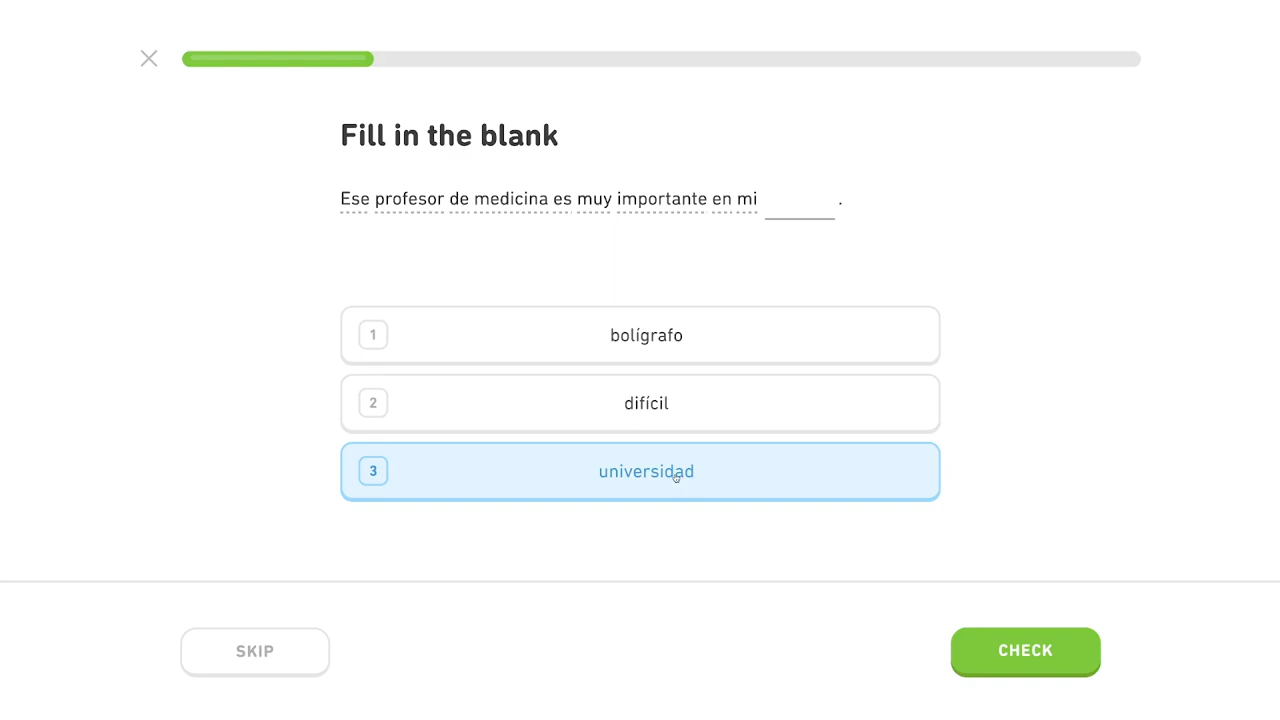 Fill in the blank
Ese profesor de medicina es muy importante en mi ______ .
1 bolígrafo
2 difícil
3 universidad
SKIP CHECK